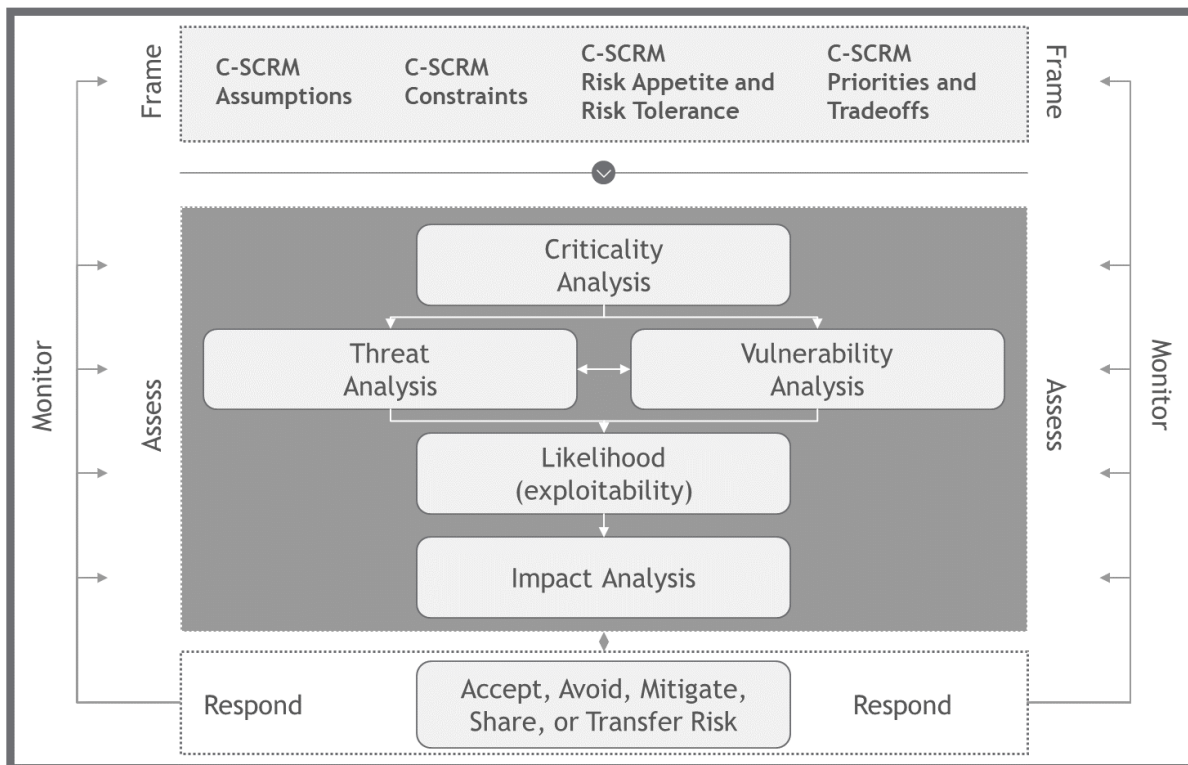 Frame
C-SCRM
Assumptions
C-SCRM
Constraints
C-SCRM
Risk Appetite and
Risk Tolerance
C-SCRM
Priorities and
Tradeoffs
Frame
Monitor
Assess
Criticality
Analysis
Threat
Analysis
Vulnerability
Analysis
Likelihood
(exploitability)
Impact Analysis
Assess
Monitor
Respond
Accept, Avoid, Mitigate,
Share, or Transfer Risk
Respond